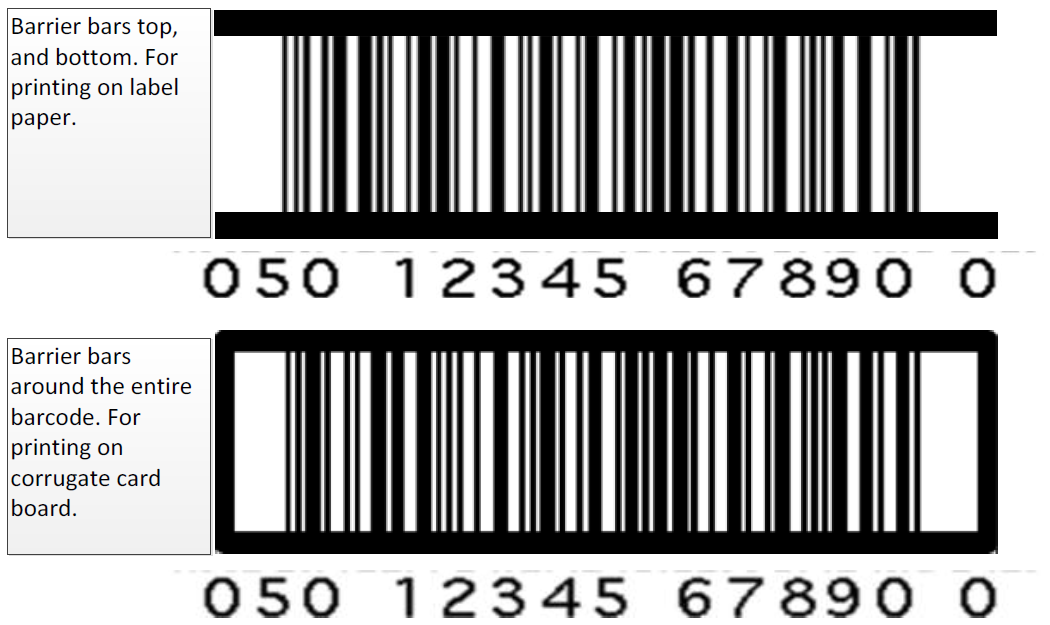 Barrier bars top,
and bottom. For
printing on label
paper.
050 12345 67890 0
Barrier bars
around the entire
barcode. For
printing on
corrugate card
board.
050 12345 67890 0